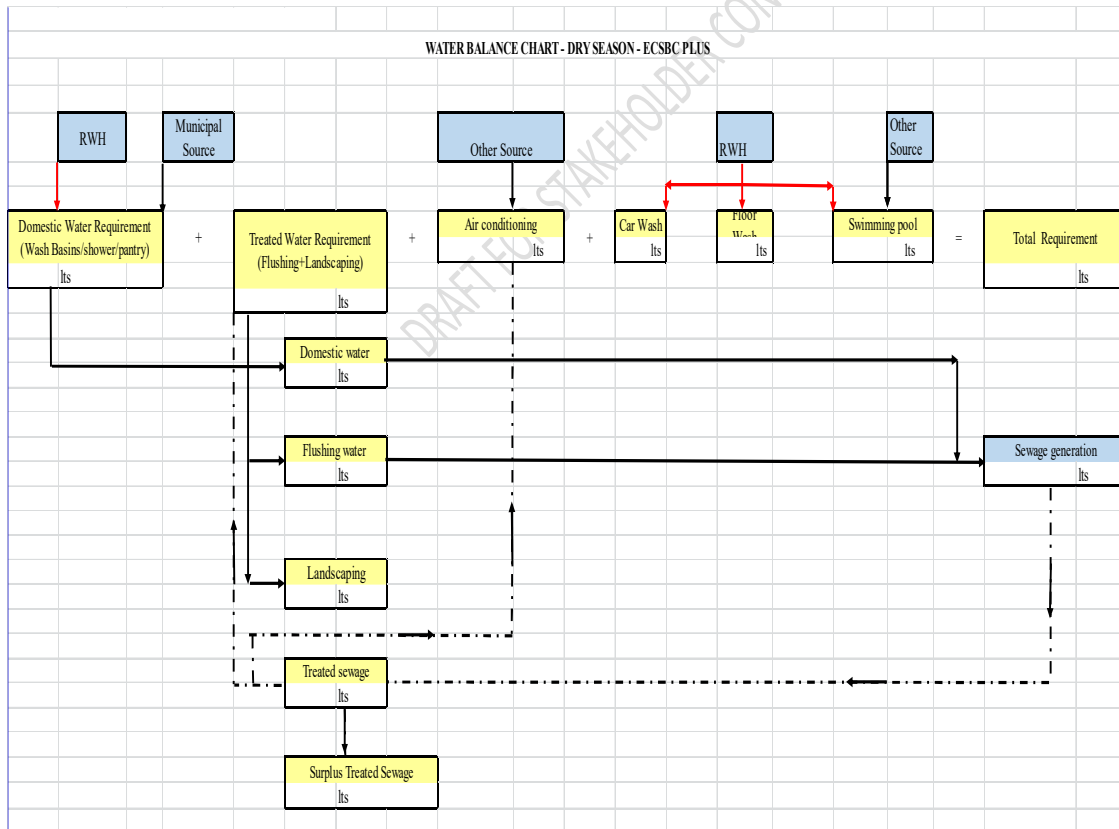 WATER BALANCE CHART - DRY SEASON - ECSBC PLUS
RWH
Municipal
Source
Other Source
RWH
Other
Source
Domestic Water Requirement
(Wash Basins/shower/pantry)
lts
+
Treated Water Requirement
(Flushing+Landscaping)
lts
+
Air conditioning
lts
+
Car Wash
lts
Floor
Wash
lts
Swimming pool
lts
=
Total Requirement
lts
Domestic water
lts
Flushing water
lts
Sewage generation
lts
Landscaping
lts
Treated sewage
lts
Surplus Treated Sewage
lts
DRAFT FOR STAKEHOLDER CON